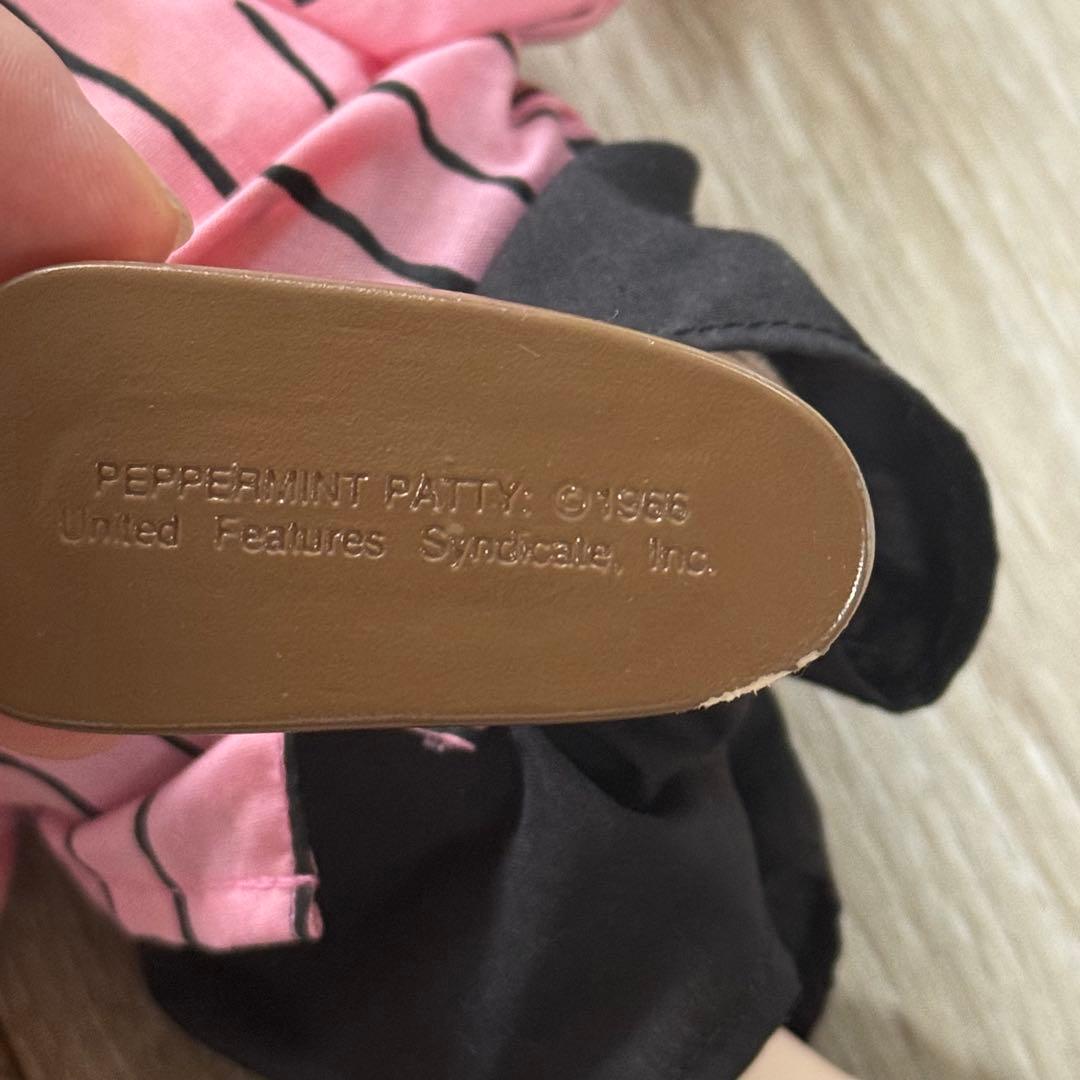 PEPPERMINT PATTY: ©1966
United Features Syndicate, Inc.